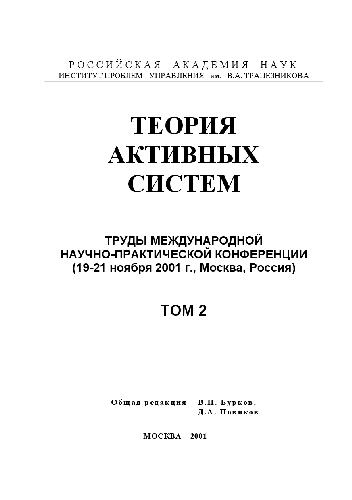 РОССИЙСКАЯ АКАДЕМИЯ НАУК
ИНСТИТУТ ПРОБЛЕМ УПРАВЛЕНИЯ им. В.А. ТРАПЕЗНИКОВА
ТЕОРИЯ
АКТИВНЫХ
СИСТЕМ
ТРУДЫ МЕЖДУНАРОДНОЙ
НАУЧНО-ПРАКТИЧЕСКОЙ КОНФЕРЕНЦИИ
(19-21 ноября 2001 г., Москва, Россия)
ТОМ 2
Общая редакция – В.Н. Бурков,
Д.А. Новиков
МОСКВА – 2001